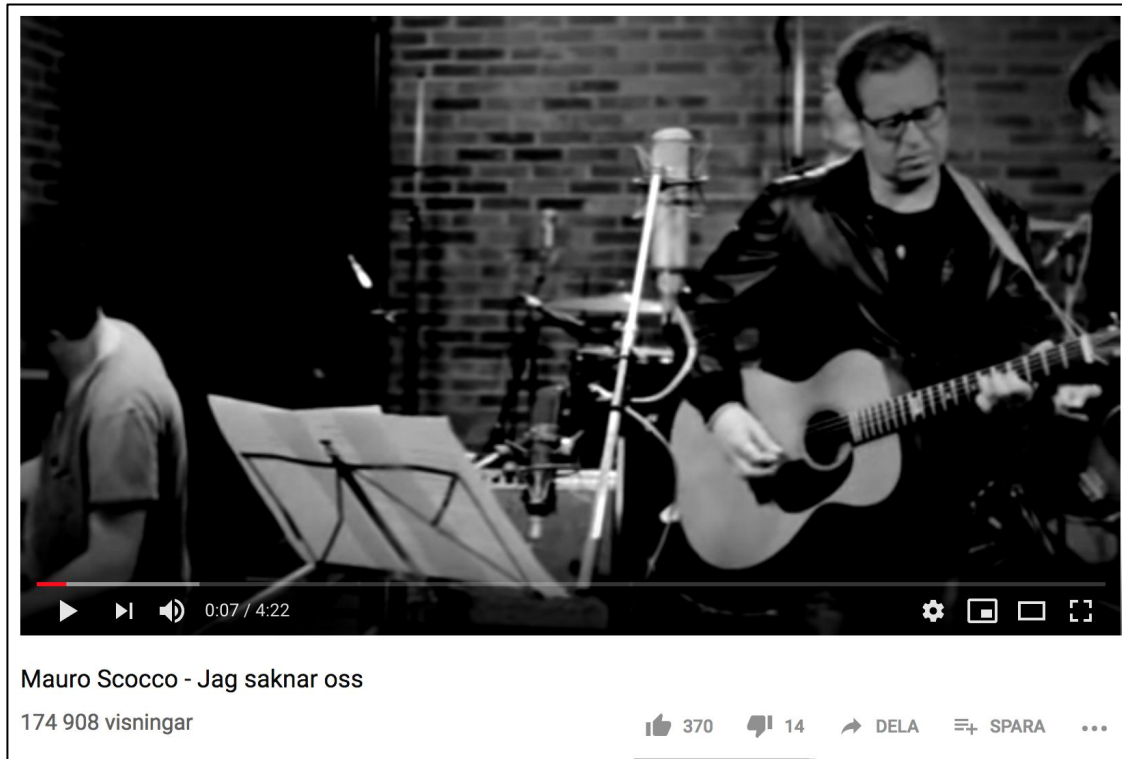 0:07 / 4:22
Mauro Scocco - Jag saknar oss
174 908 visningar
370 14 DELA SPARA